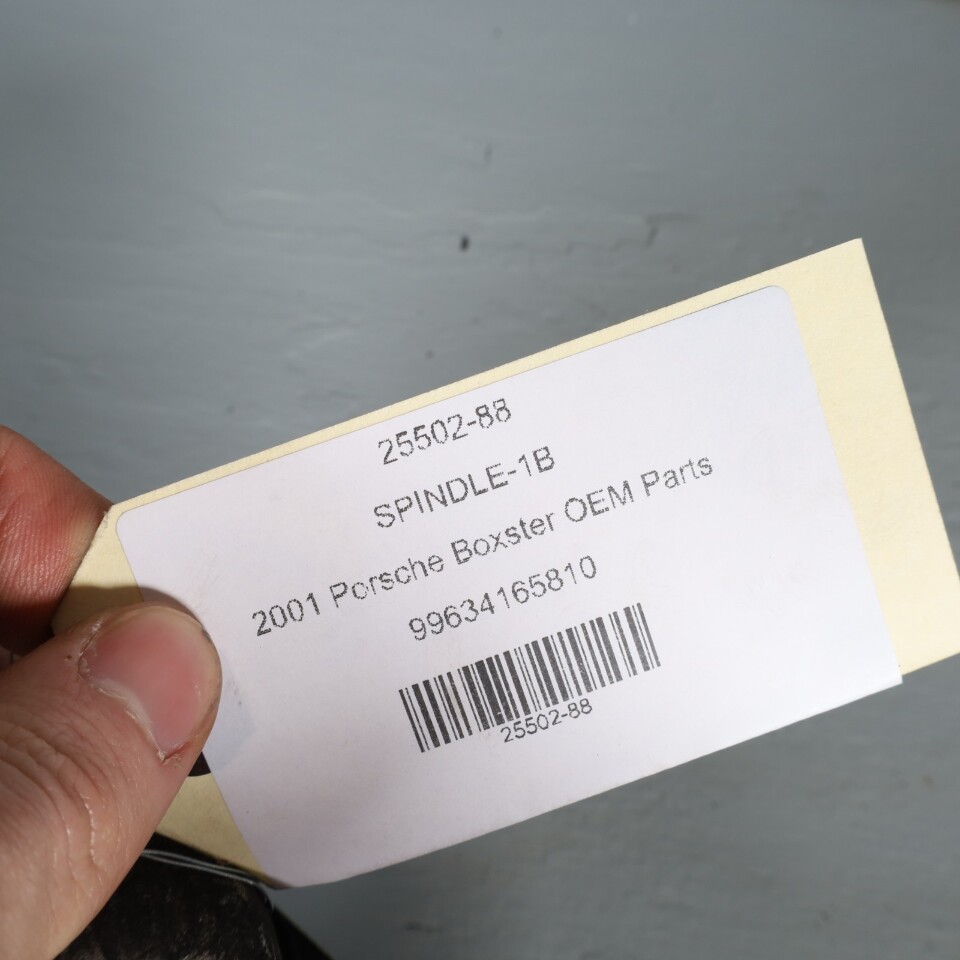 25502-88
SPINDLE-1B
2001 Porsche Boxster OEM Parts
99634165810
25502-88